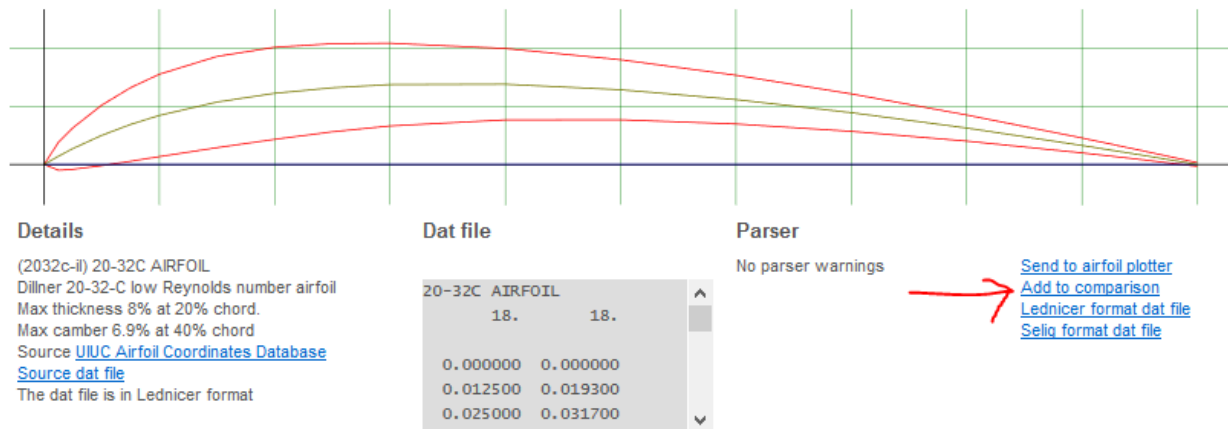 Details
(2032c-il) 20-32C AIRFOIL
Dillner 20-32-C low Reynolds number airfoil
Max thickness 8% at 20% chord.
Max camber 6.9% at 40% chord
Source UIUC Airfoil Coordinates Database
Source dat file
The dat file is in Lednicer format
Dat file
20-32C AIRFOIL
18. 18.
0.000000 0.000000
0.012500 0.019300
0.025000 0.031700
Parser
No parser warnings
Send to airfoil plotter
Add to comparison
Lednicer format dat file
Selig format dat file